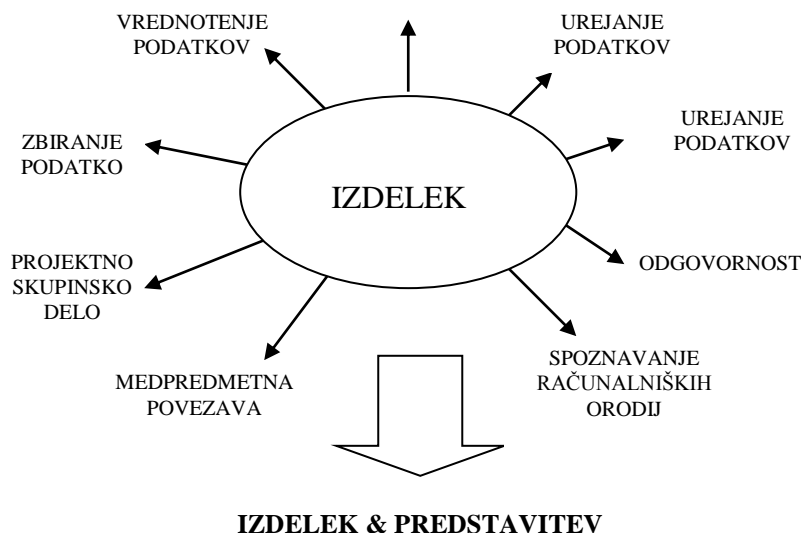 VREDNOTENJE
PODATKOV
UREJANJE
PODATKOV
ZBIRANJE
PODATKO
UREJANJE
PODATKOV
IZDELEK
PROJEKTNO
SKUPINSKO
DELO
ODGOVORNOST
MEDPREDMETNA
POVEZAVA
SPOZNAVANJE
RAČUNALNIŠKIH
ORODIJ
IZDELEK & PREDSTAVITEV